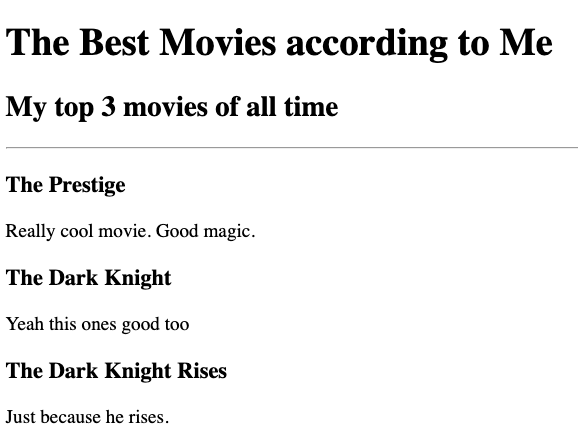 The Best Movies according to Me
My top 3 movies of all time
The Prestige
Really cool movie. Good magic.
The Dark Knight
Yeah this ones good too
The Dark Knight Rises
Just because he rises.